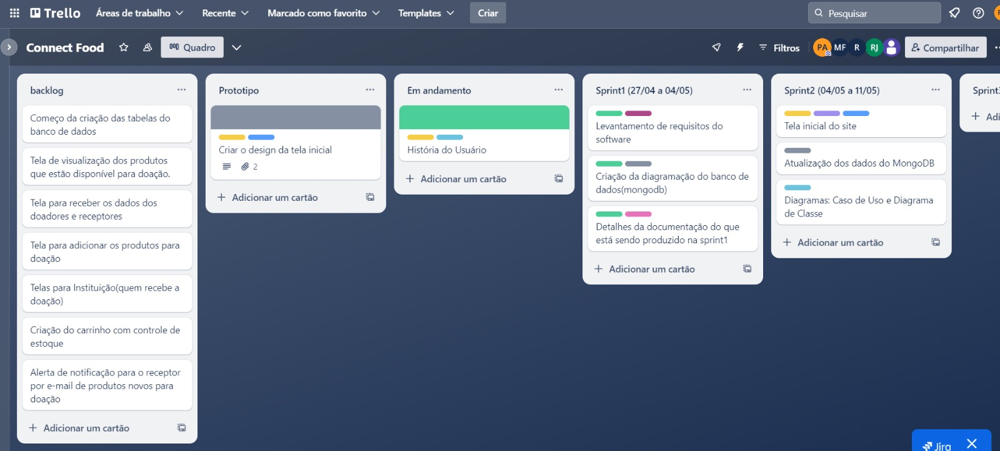 Trello Áreas de trabalho Recente Marcado como favorito Templates Criar Pesquisar
Connect Food Quadro Filtros PA MF R RJ Compartilhar
backlog
Começo da criação das tabelas do
banco de dados
Tela de visualização dos produtos
que estão disponível para doação.
Tela para receber os dados dos
doadores e receptores
Tela para adicionar os produtos para
doação
Telas para Instituição(quem recebe a
doação)
Criação do carrinho com controle de
estoque
Alerta de notificação para o receptor
por e-mail de produtos novos para
doação
+ Adicionar um cartão
Prototipo
Criar o design da tela inicial
2
+ Adicionar um cartão
Em andamento
História do Usuário
+ Adicionar um cartão
Sprint1 (27/04 a 04/05)
Levantamento de requisitos do
software
Criação da diagramação do banco de
dados(mongodb)
Detalhes da documentação do que
está sendo produzido na sprint1
+ Adicionar um cartão
Sprint2 (04/05 a 11/05)
Tela inicial do site
Atualização dos dados do MongoDB
Diagramas: Caso de Uso e Diagrama
de Classe
+ Adicionar um cartão
Sprint
+ Adi
Jira